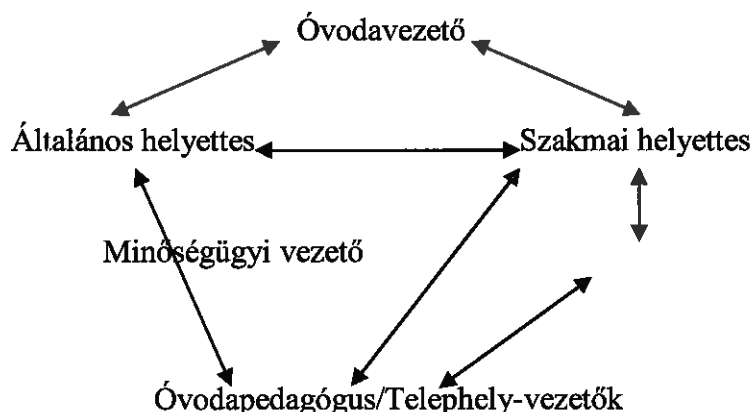 Óvodavezető
Általános helyettes Szakmai helyettes
Minőségügyi vezető
Óvodapedagógus/Telephely-vezetők